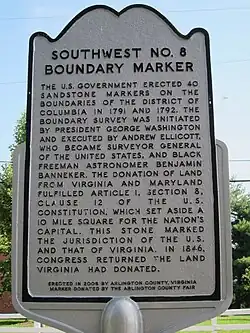 SOUTHWEST NO. 8
BOUNDARY MARKER
THE U.S. GOVERNMENT ERECTED 40
SANDSTONE MARKERS ON THE
BOUNDARIES OF THE DISTRICT OF
COLUMBIA IN 1791 AND 1792. THE
BOUNDARY SURVEY WAS INITIATED
BY PRESIDENT GEORGE WASHINGTON
AND EXECUTED BY ANDREW ELLICOTT,
WHO BECAME SURVEYOR GENERAL
OF THE UNITED STATES, AND BLACK
FREEMAN ASTRONOMER BENJAMIN
BANNEKER. THE DONATION OF LAND
FROM VIRGINIA AND MARYLAND
FULFILLED ARTICLE I, SECTION 8,
CLAUSE 17 OF THE U.S.
CONSTITUTION, WHICH SET ASIDE A
10 MILE SQUARE FOR THE NATION'S
CAPITAL. THIS STONE MARKED
THE JURISDICTION OF THE U.S.
AND THAT OF VIRGINIA. IN 1846,
CONGRESS RETURNED THE LAND
VIRGINIA HAD DONATED.
ERECTED IN 2006 BY ARLINGTON COUNTY, VIRGINIA
MARKER DONATED BY THE ARLINGTON COUNTY FAIR